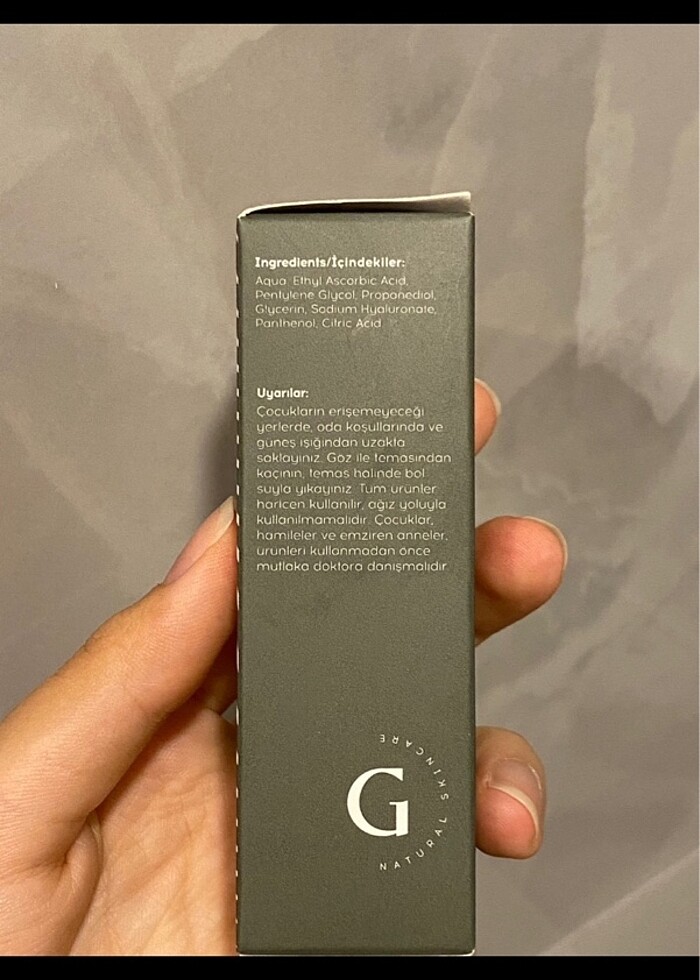 Ingredients/İçindekiler:
Aqua, Ethyl Ascorbic Acid,
Pentylene Glycol, Propanediol,
Glycerin, Sodium Hyaluronate,
Panthenol, Citric Acid
Uyarılar:
Çocukların erişemeyeceği
yerlerde, oda koşullarında ve
güneş ışığından uzakta
saklayınız. Göz ile temasından
kaçının, temas halinde bol
suyla yıkayınız. Tüm ürünler
haricen kullanılır, ağız yoluyla
kullanılmamalıdır. Çocuklar,
hamileler ve emziren anneler,
ürünleri kullanmadan önce
mutlaka doktora danışmalıdır.
G
NATURAL SKINCARE